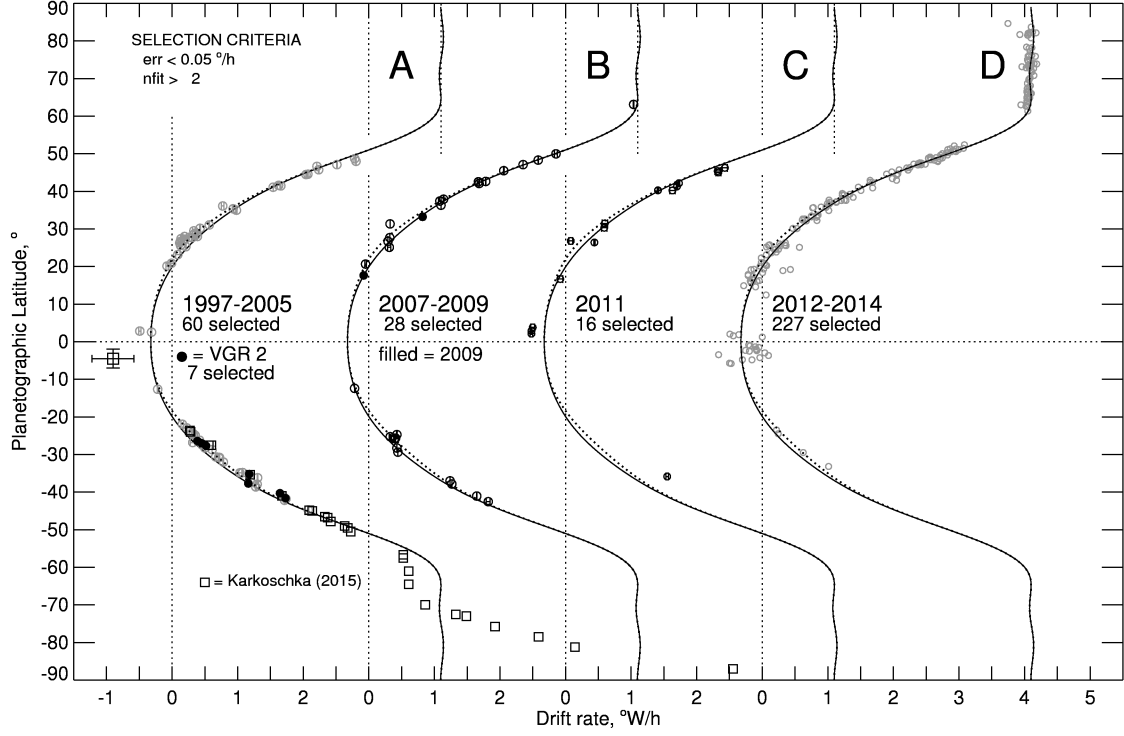 SELECTION CRITERIA
err < 0.05 °/h
nfit > 2
A
B
C
D
1997-2005
60 selected
● = VGR 2
7 selected
2007-2009
28 selected
filled = 2009
2011
16 selected
2012-2014
227 selected
□ = Karkoschka (2015)
Planetographic Latitude, °
90
80
70
60
50
40
30
20
10
0
-10
-20
-30
-40
-50
-60
-70
-80
-90
-1 0 1 0 1 0 1 0 1 2 3 4 5
Drift rate, °W/h